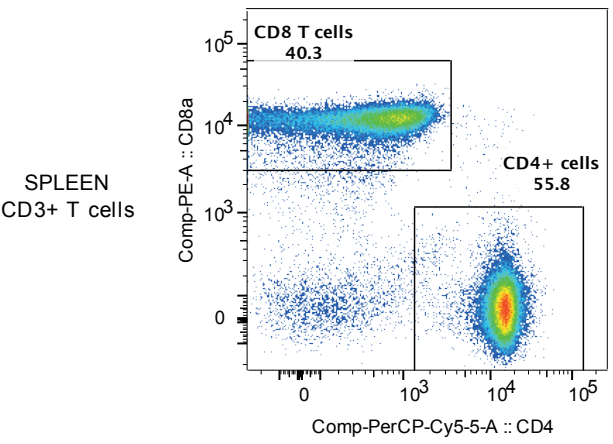 SPLEEN
CD3+ T cells
Comp-PE-A :: CD8a
10⁵
10⁴
10³
0
CD8 T cells
40.3
CD4+ cells
55.8
0
10³
10⁴
10⁵
Comp-PerCP-Cy5-5-A :: CD4